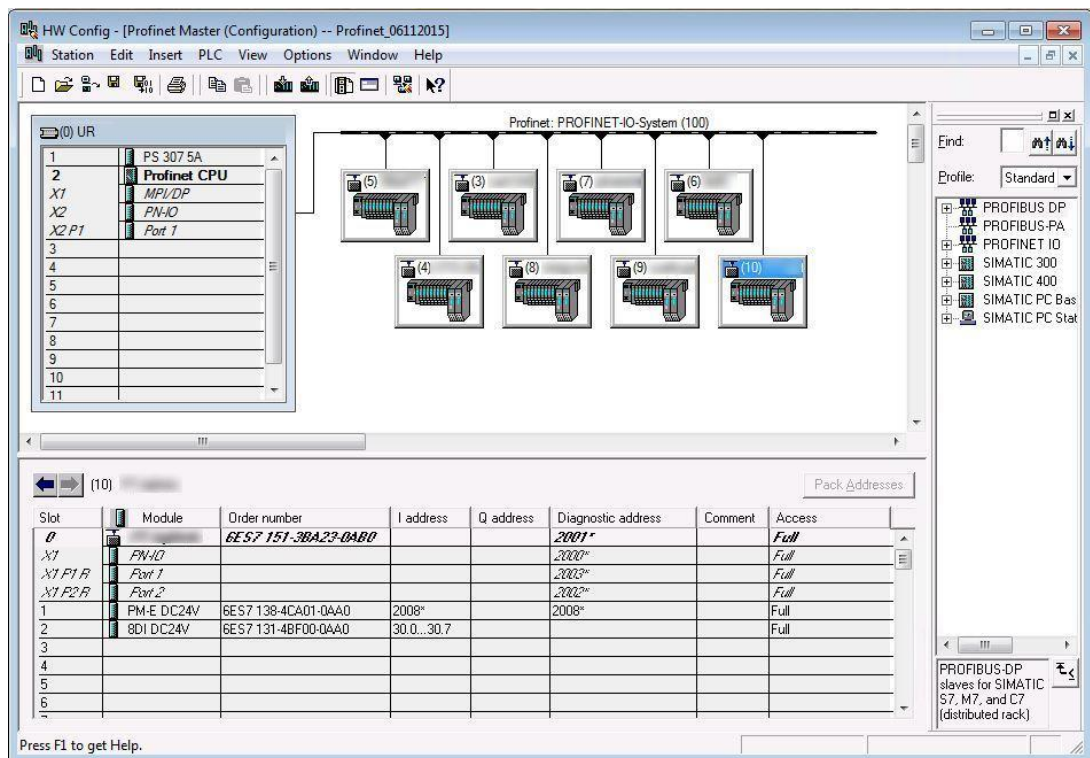 HW Config - [Profinet Master (Configuration) -- Profinet_06112015]
Station Edit Insert PLC View Options Window Help
(0) UR
1 PS 307 5A
2 Profinet CPU
X1 MPI/DP
X2 PN-IO
X2 P1 Port 1
3
4
5
6
7
8
9
10
11
Profinet: PROFINET-IO-System (100)
(5) (3) (7) (6)
(4) (8) (9) (10)
Find:
Profile: Standard
PROFIBUS DP
PROFIBUS-PA
PROFINET IO
SIMATIC 300
SIMATIC 400
SIMATIC PC Bas
SIMATIC PC Stat
(10)
Pack Addresses
Slot Module Order number I address Q address Diagnostic address Comment Access
0 6ES7 151-3BA23-0AB0 2001* Full
X1 PN-IO 2000* Full
X1 P1 R Port 1 2003* Full
X1 P2 R Port 2 2002* Full
1 PM-E DC24V 6ES7 138-4CA01-0AA0 2008* 2008* Full
2 8DI DC24V 6ES7 131-4BF00-0AA0 30.0...30.7 Full
3
4
5
6
PROFIBUS-DP
slaves for SIMATIC
S7, M7, and C7
(distributed rack)
Press F1 to get Help.